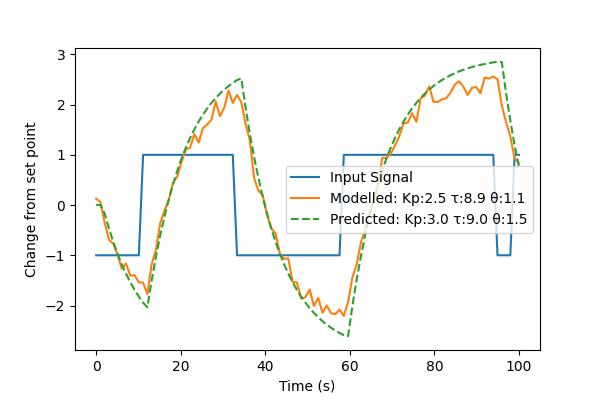 3
2
1
0
−1
−2
Change from set point
Input Signal
Modelled: Kp:2.5 τ:8.9 θ:1.1
Predicted: Kp:3.0 τ:9.0 θ:1.5
0 20 40 60 80 100
Time (s)